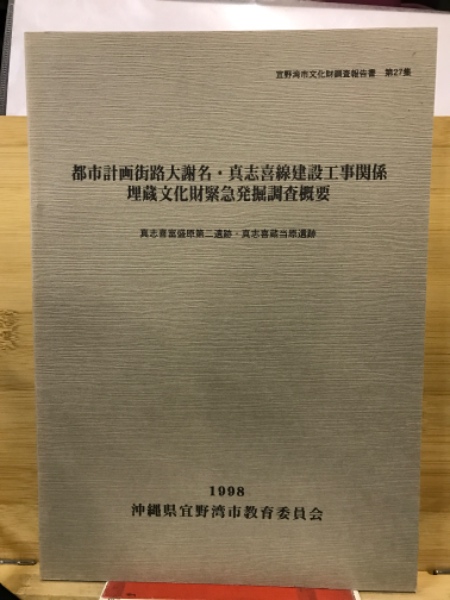 宜野湾市文化財調査報告書 第27集
都市計画街路大謝名・真志喜線建設工事関係
埋蔵文化財緊急発掘調査概要
真志喜富盛原第二遺跡・真志喜蔵当原遺跡
1998
沖縄県宜野湾市教育委員会